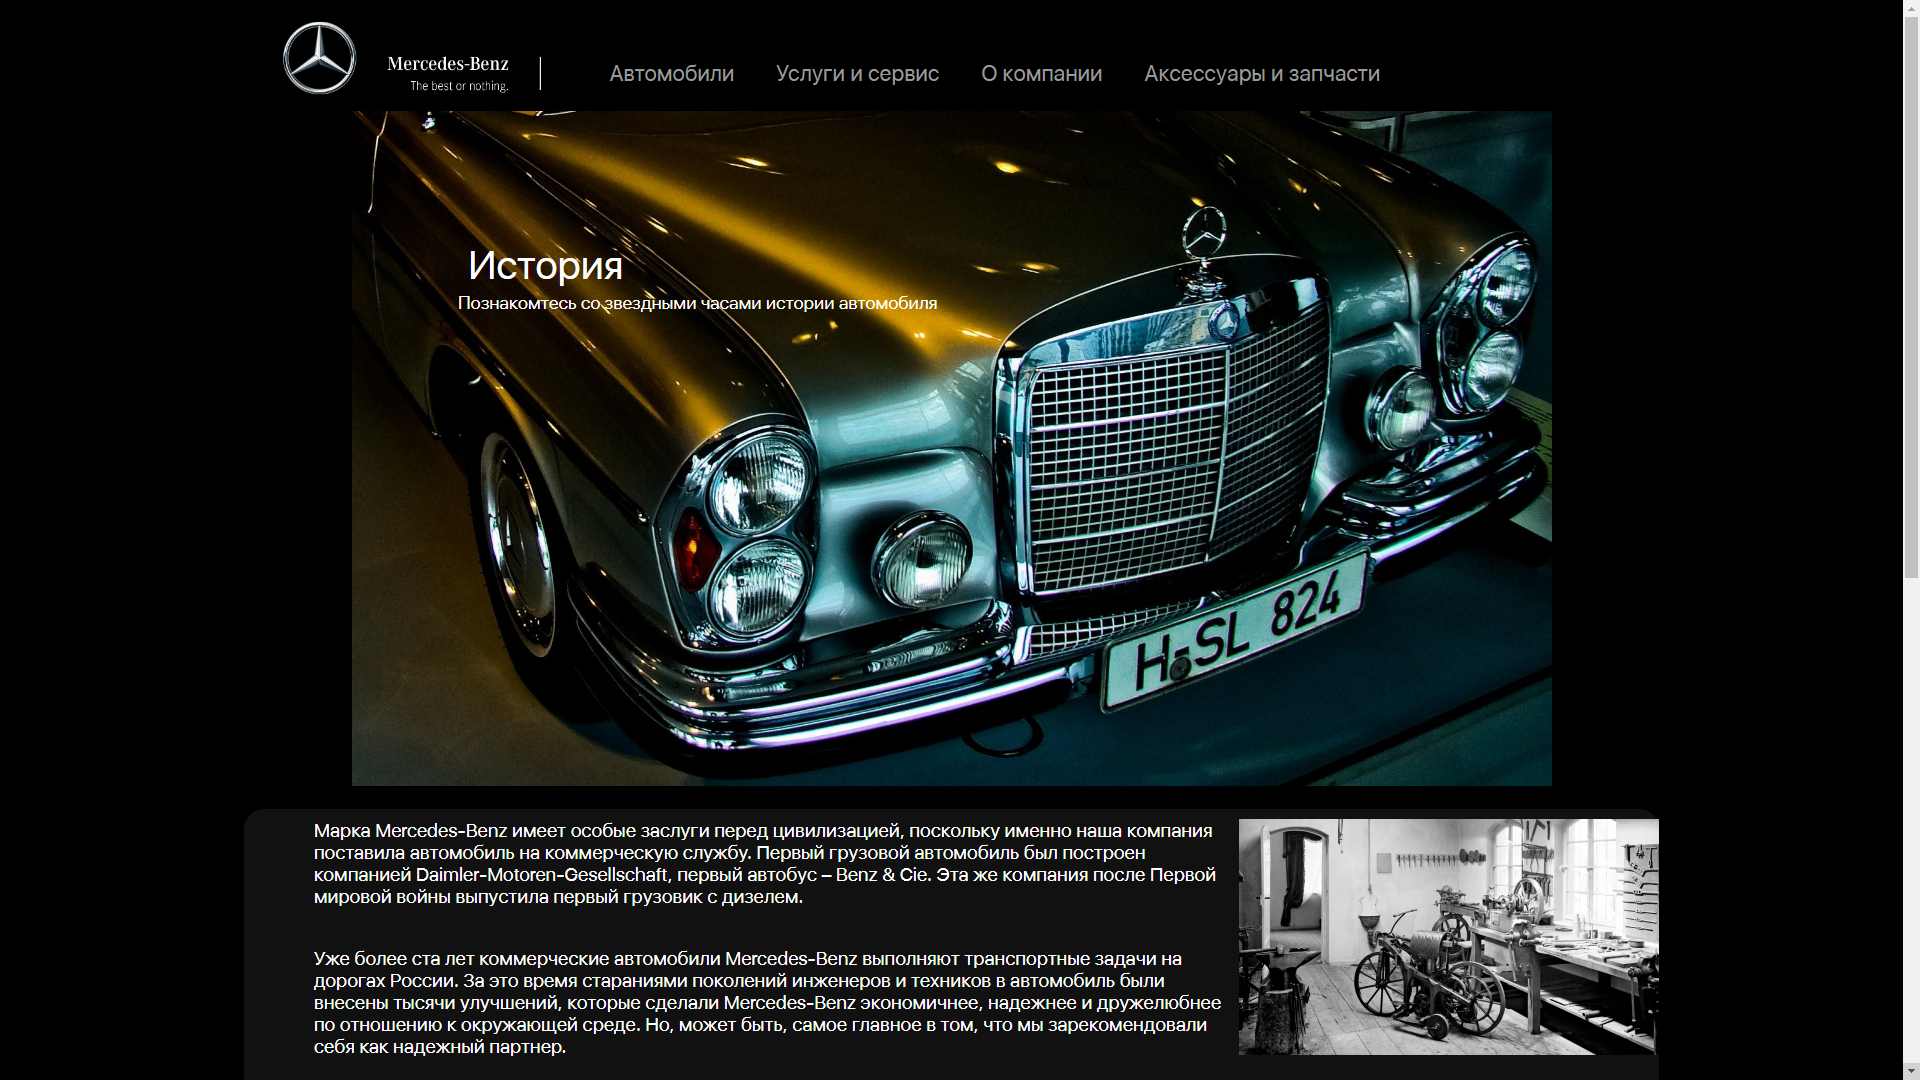 Mercedes-Benz
The best or nothing.
Автомобили
Услуги и сервис
О компании
Аксессуары и запчасти
История
Познакомтесь со звездными часами истории автомобиля
H-SL 824
Марка Mercedes-Benz имеет особые заслуги перед цивилизацией, поскольку именно наша компания
поставила автомобиль на коммерческую службу. Первый грузовой автомобиль был построен
компанией Daimler-Motoren-Gesellschaft, первый автобус – Benz & Cie. Эта же компания после Первой
мировой войны выпустила первый грузовик с дизелем.
Уже более ста лет коммерческие автомобили Mercedes-Benz выполняют транспортные задачи на
дорогах России. За это время стараниями поколений инженеров и техников в автомобиль были
внесены тысячи улучшений, которые сделали Mercedes-Benz экономичнее, надежнее и дружелюбнее
по отношению к окружающей среде. Но, может быть, самое главное в том, что мы зарекомендовали
себя как надежный партнер.